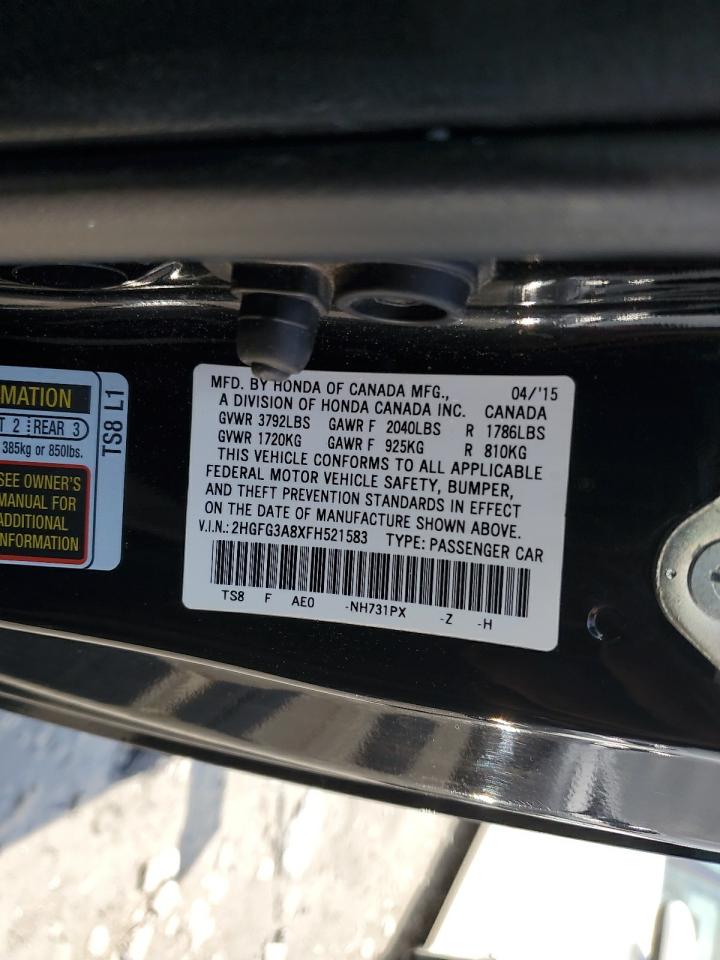 MATION
T 2 REAR 3
385kg or 850lbs.
SEE OWNER'S
MANUAL FOR
ADDITIONAL
INFORMATION
TS8 L1
MFD. BY HONDA OF CANADA MFG., 04/'15
A DIVISION OF HONDA CANADA INC. CANADA
GVWR 3792LBS GAWR F 2040LBS R 1786LBS
GVWR 1720KG GAWR F 925KG R 810KG
THIS VEHICLE CONFORMS TO ALL APPLICABLE
FEDERAL MOTOR VEHICLE SAFETY, BUMPER,
AND THEFT PREVENTION STANDARDS IN EFFECT
ON THE DATE OF MANUFACTURE SHOWN ABOVE.
V.I.N.: 2HGFG3A8XFH521583 TYPE: PASSENGER CAR
TS8 F AE0 -NH731PX -Z -H